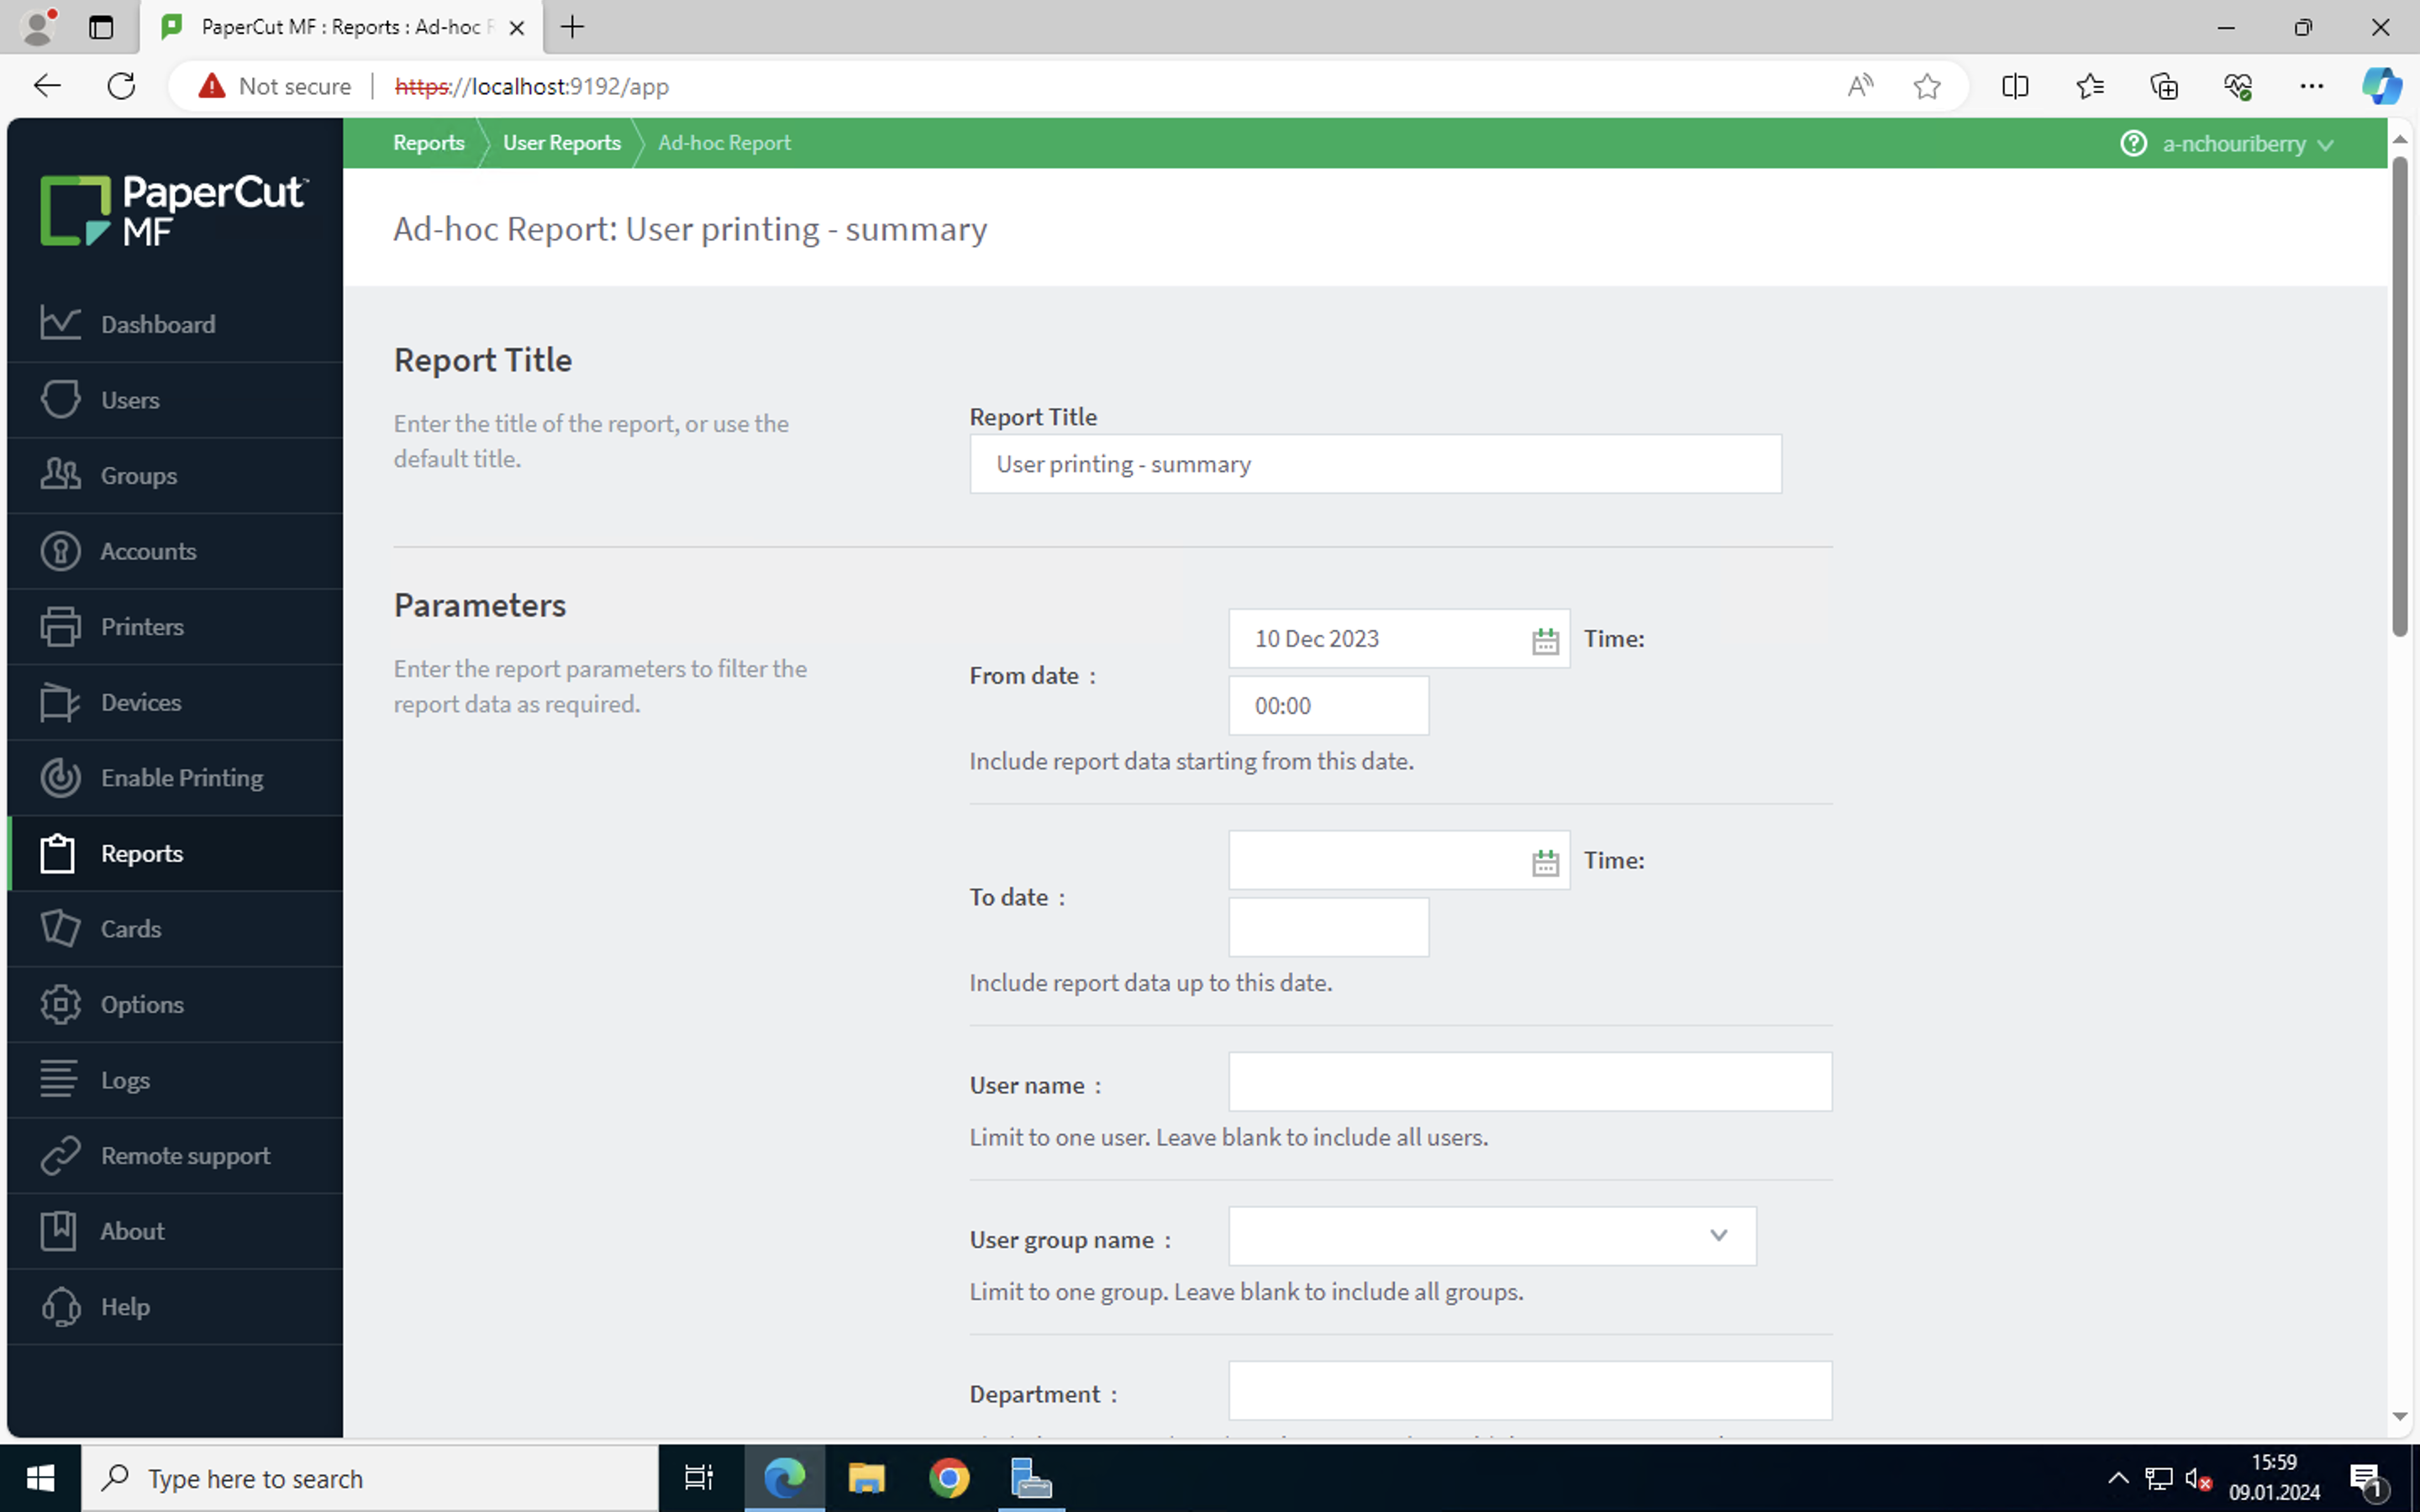 PaperCut MF : Reports : Ad-hoc R
Not secure
https://localhost:9192/app
Reports
User Reports
Ad-hoc Report
a-nchouriberry
PaperCut™
MF
Ad-hoc Report: User printing - summary
Dashboard
Users
Groups
Accounts
Printers
Devices
Enable Printing
Reports
Cards
Options
Logs
Remote support
About
Help
Report Title
Enter the title of the report, or use the
default title.
Report Title
User printing - summary
Parameters
Enter the report parameters to filter the
report data as required.
From date :
10 Dec 2023
Time:
00:00
Include report data starting from this date.
To date :
Time:
Include report data up to this date.
User name :
Limit to one user. Leave blank to include all users.
User group name :
Limit to one group. Leave blank to include all groups.
Department :
Type here to search
15:59
09.01.2024
1